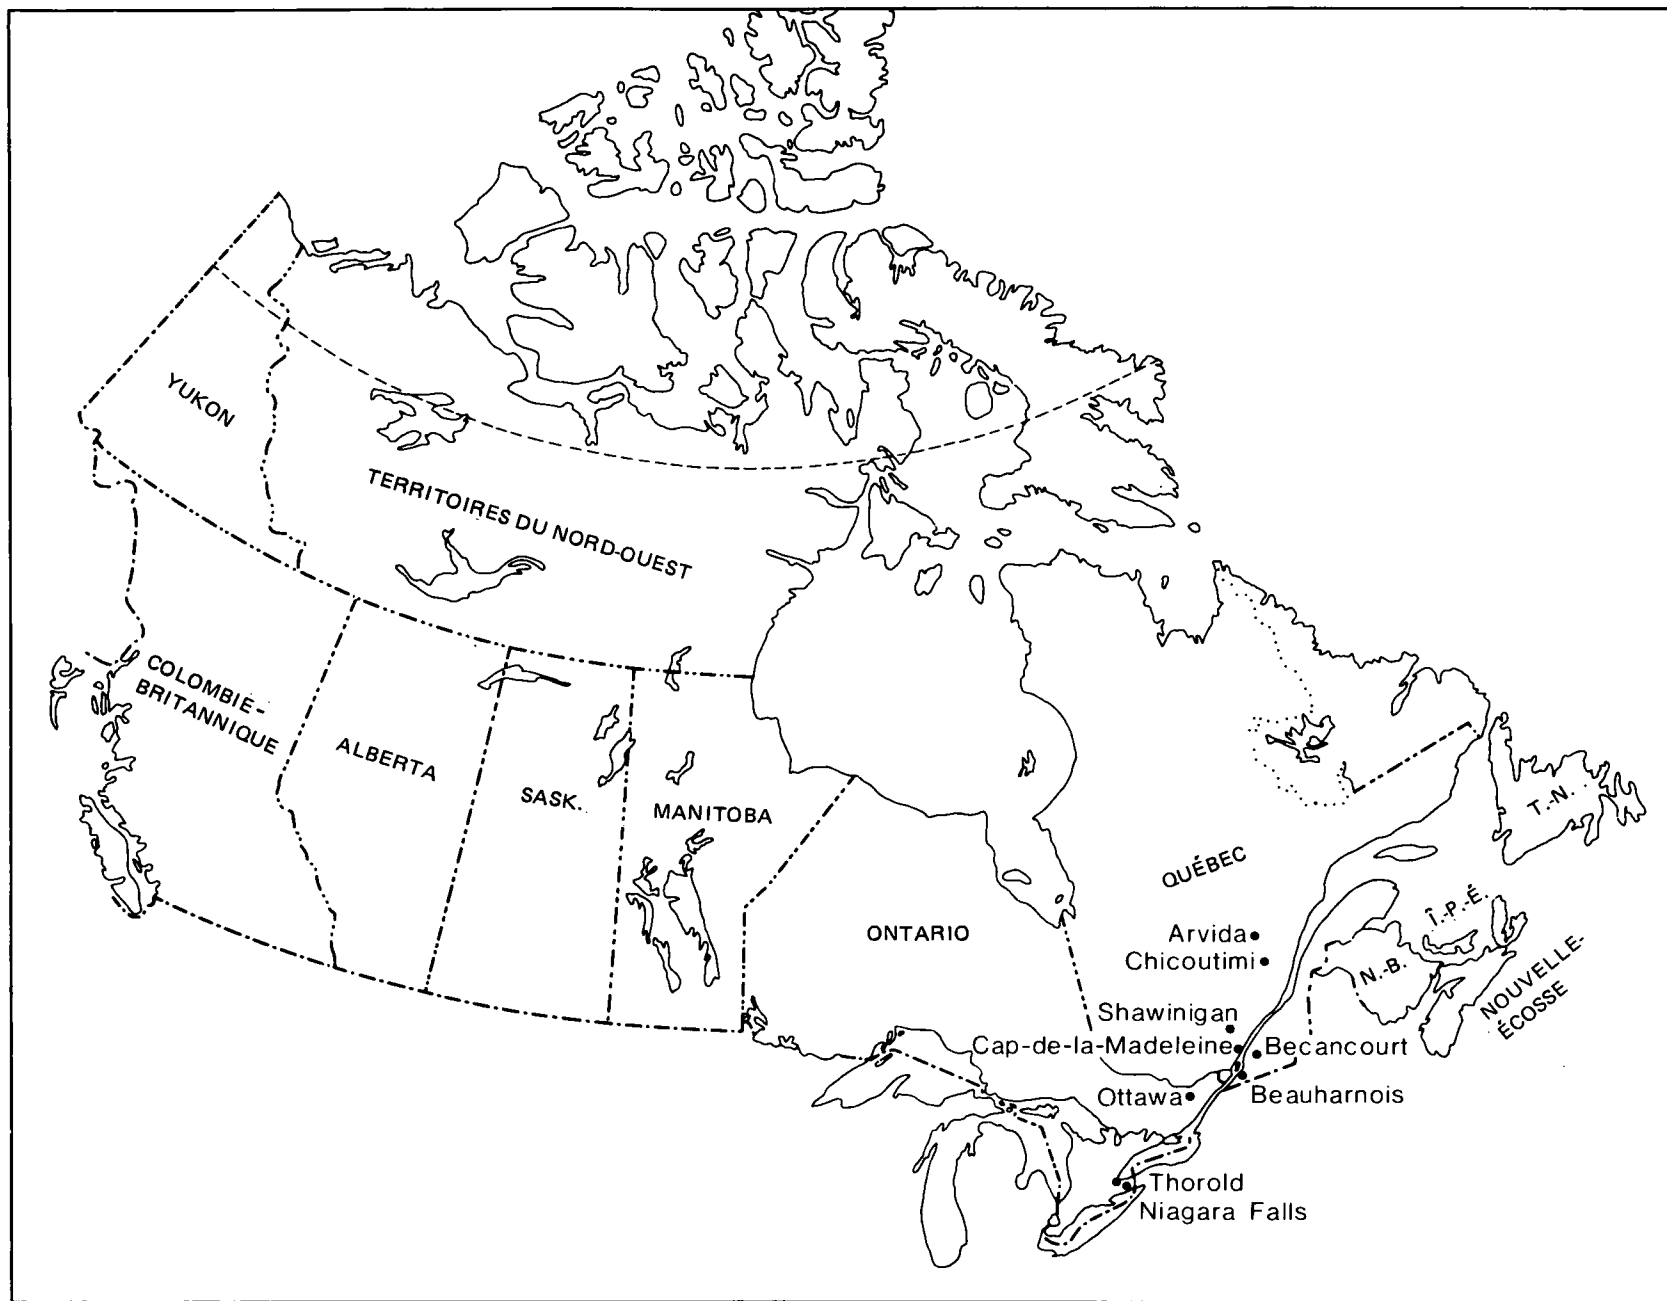 YUKON
TERRITOIRES DU NORD-OUEST
COLOMBIE-
BRITANNIQUE
ALBERTA
SASK.
MANITOBA
ONTARIO
QUÉBEC
T.-N.
Î.-P.-É.
N.-B.
NOUVELLE-
ÉCOSSE
Arvida
Chicoutimi
Shawinigan
Cap-de-la-Madeleine
Becancourt
Ottawa
Beauharnois
Thorold
Niagara Falls